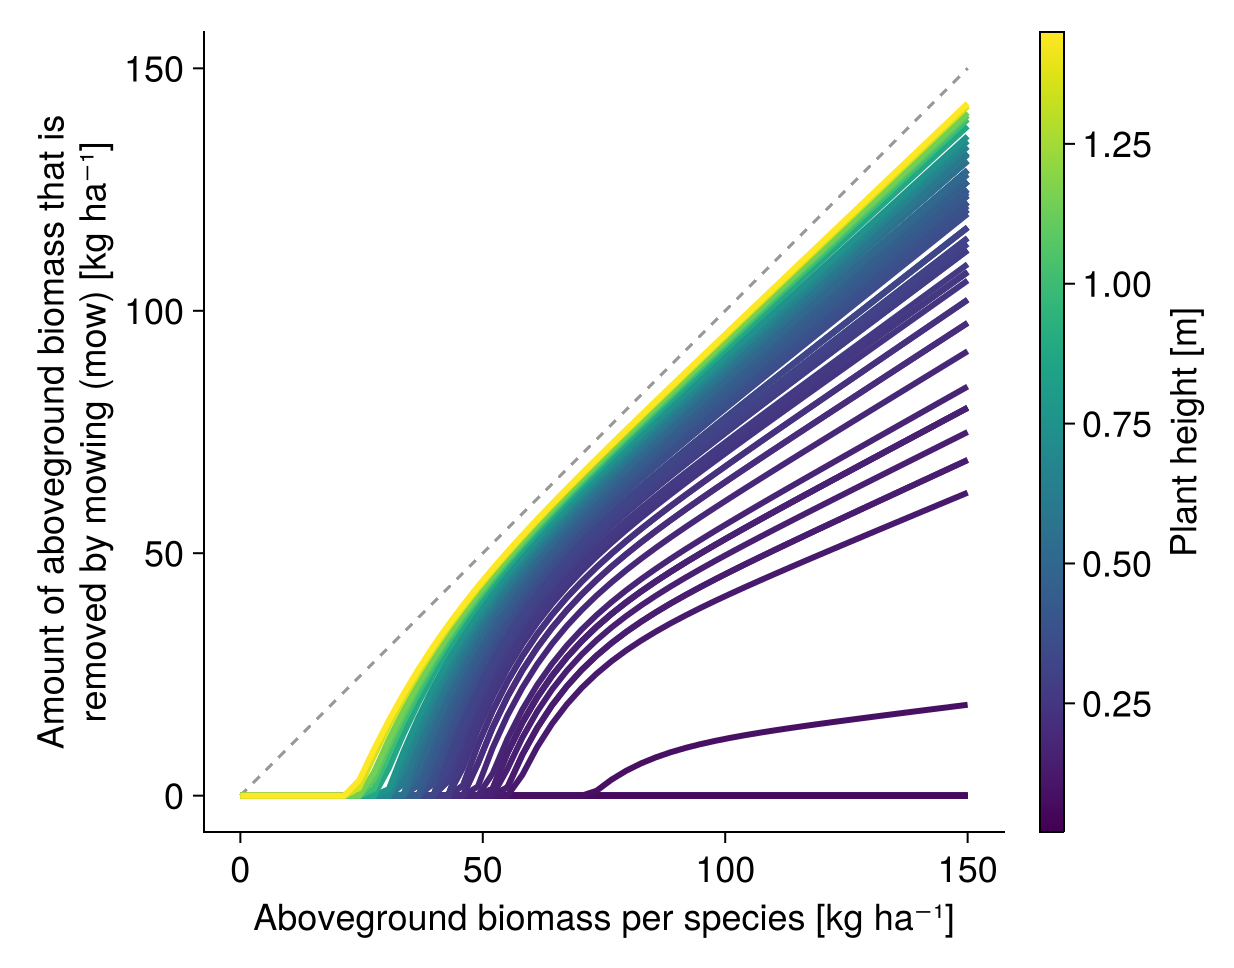 Amount of aboveground biomass that is
removed by mowing (mow) [kg ha⁻¹]
150
100
50
0
0 50 100 150
Aboveground biomass per species [kg ha⁻¹]
1.25
1.00
0.75
0.50
0.25
Plant height [m]